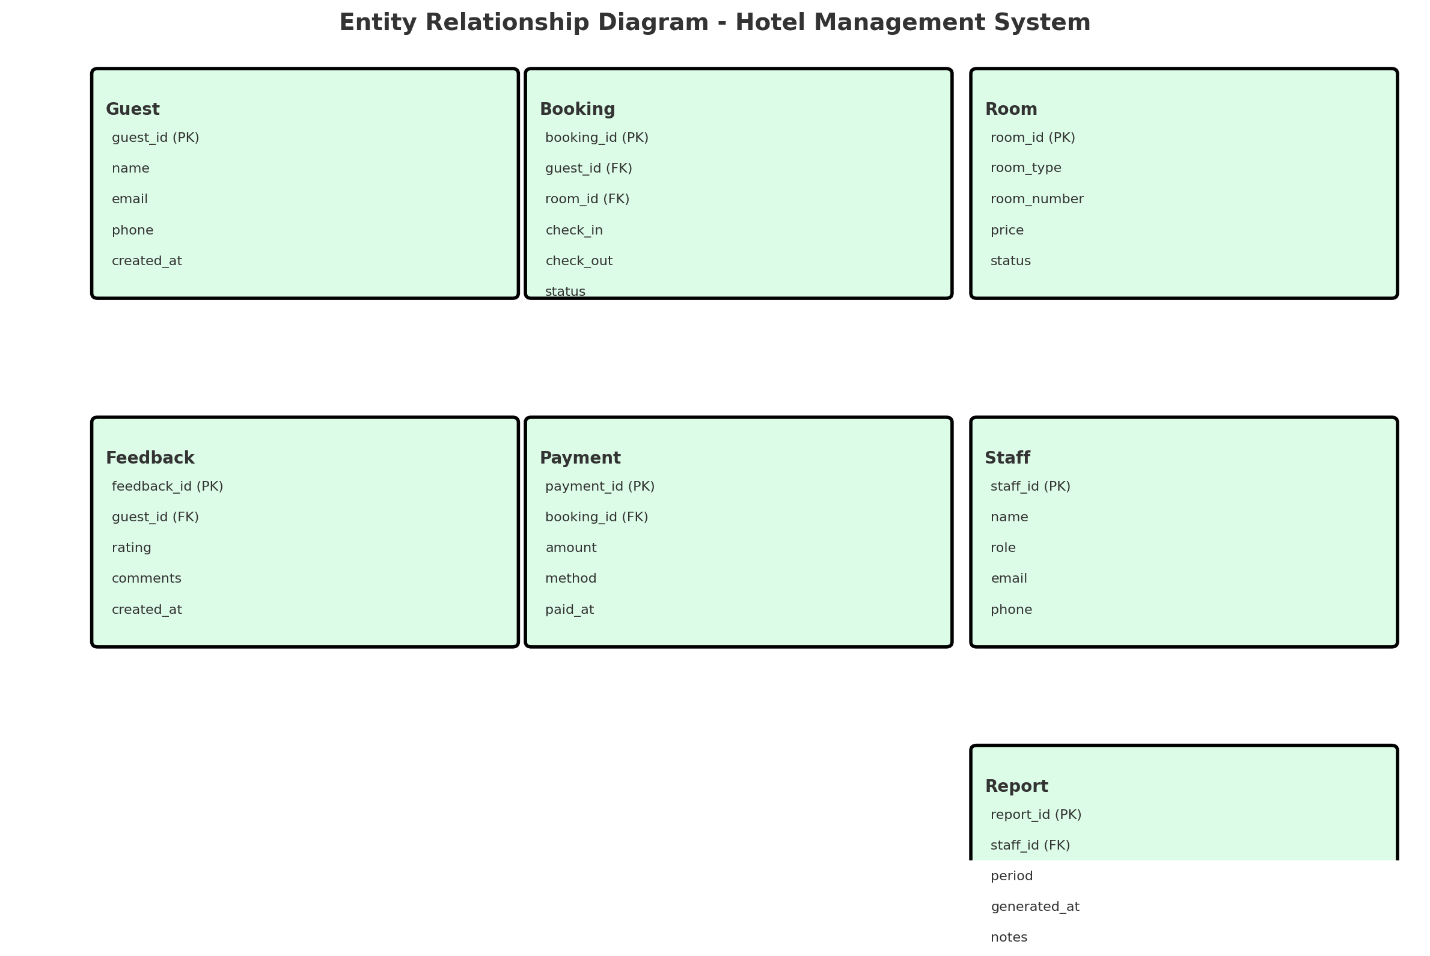 Entity Relationship Diagram - Hotel Management System
Guest
guest_id (PK)
name
email
phone
created_at
Booking
booking_id (PK)
guest_id (FK)
room_id (FK)
check_in
check_out
status
Room
room_id (PK)
room_type
room_number
price
status
Feedback
feedback_id (PK)
guest_id (FK)
rating
comments
created_at
Payment
payment_id (PK)
booking_id (FK)
amount
method
paid_at
Staff
staff_id (PK)
name
role
email
phone
Report
report_id (PK)
staff_id (FK)
period
generated_at
notes